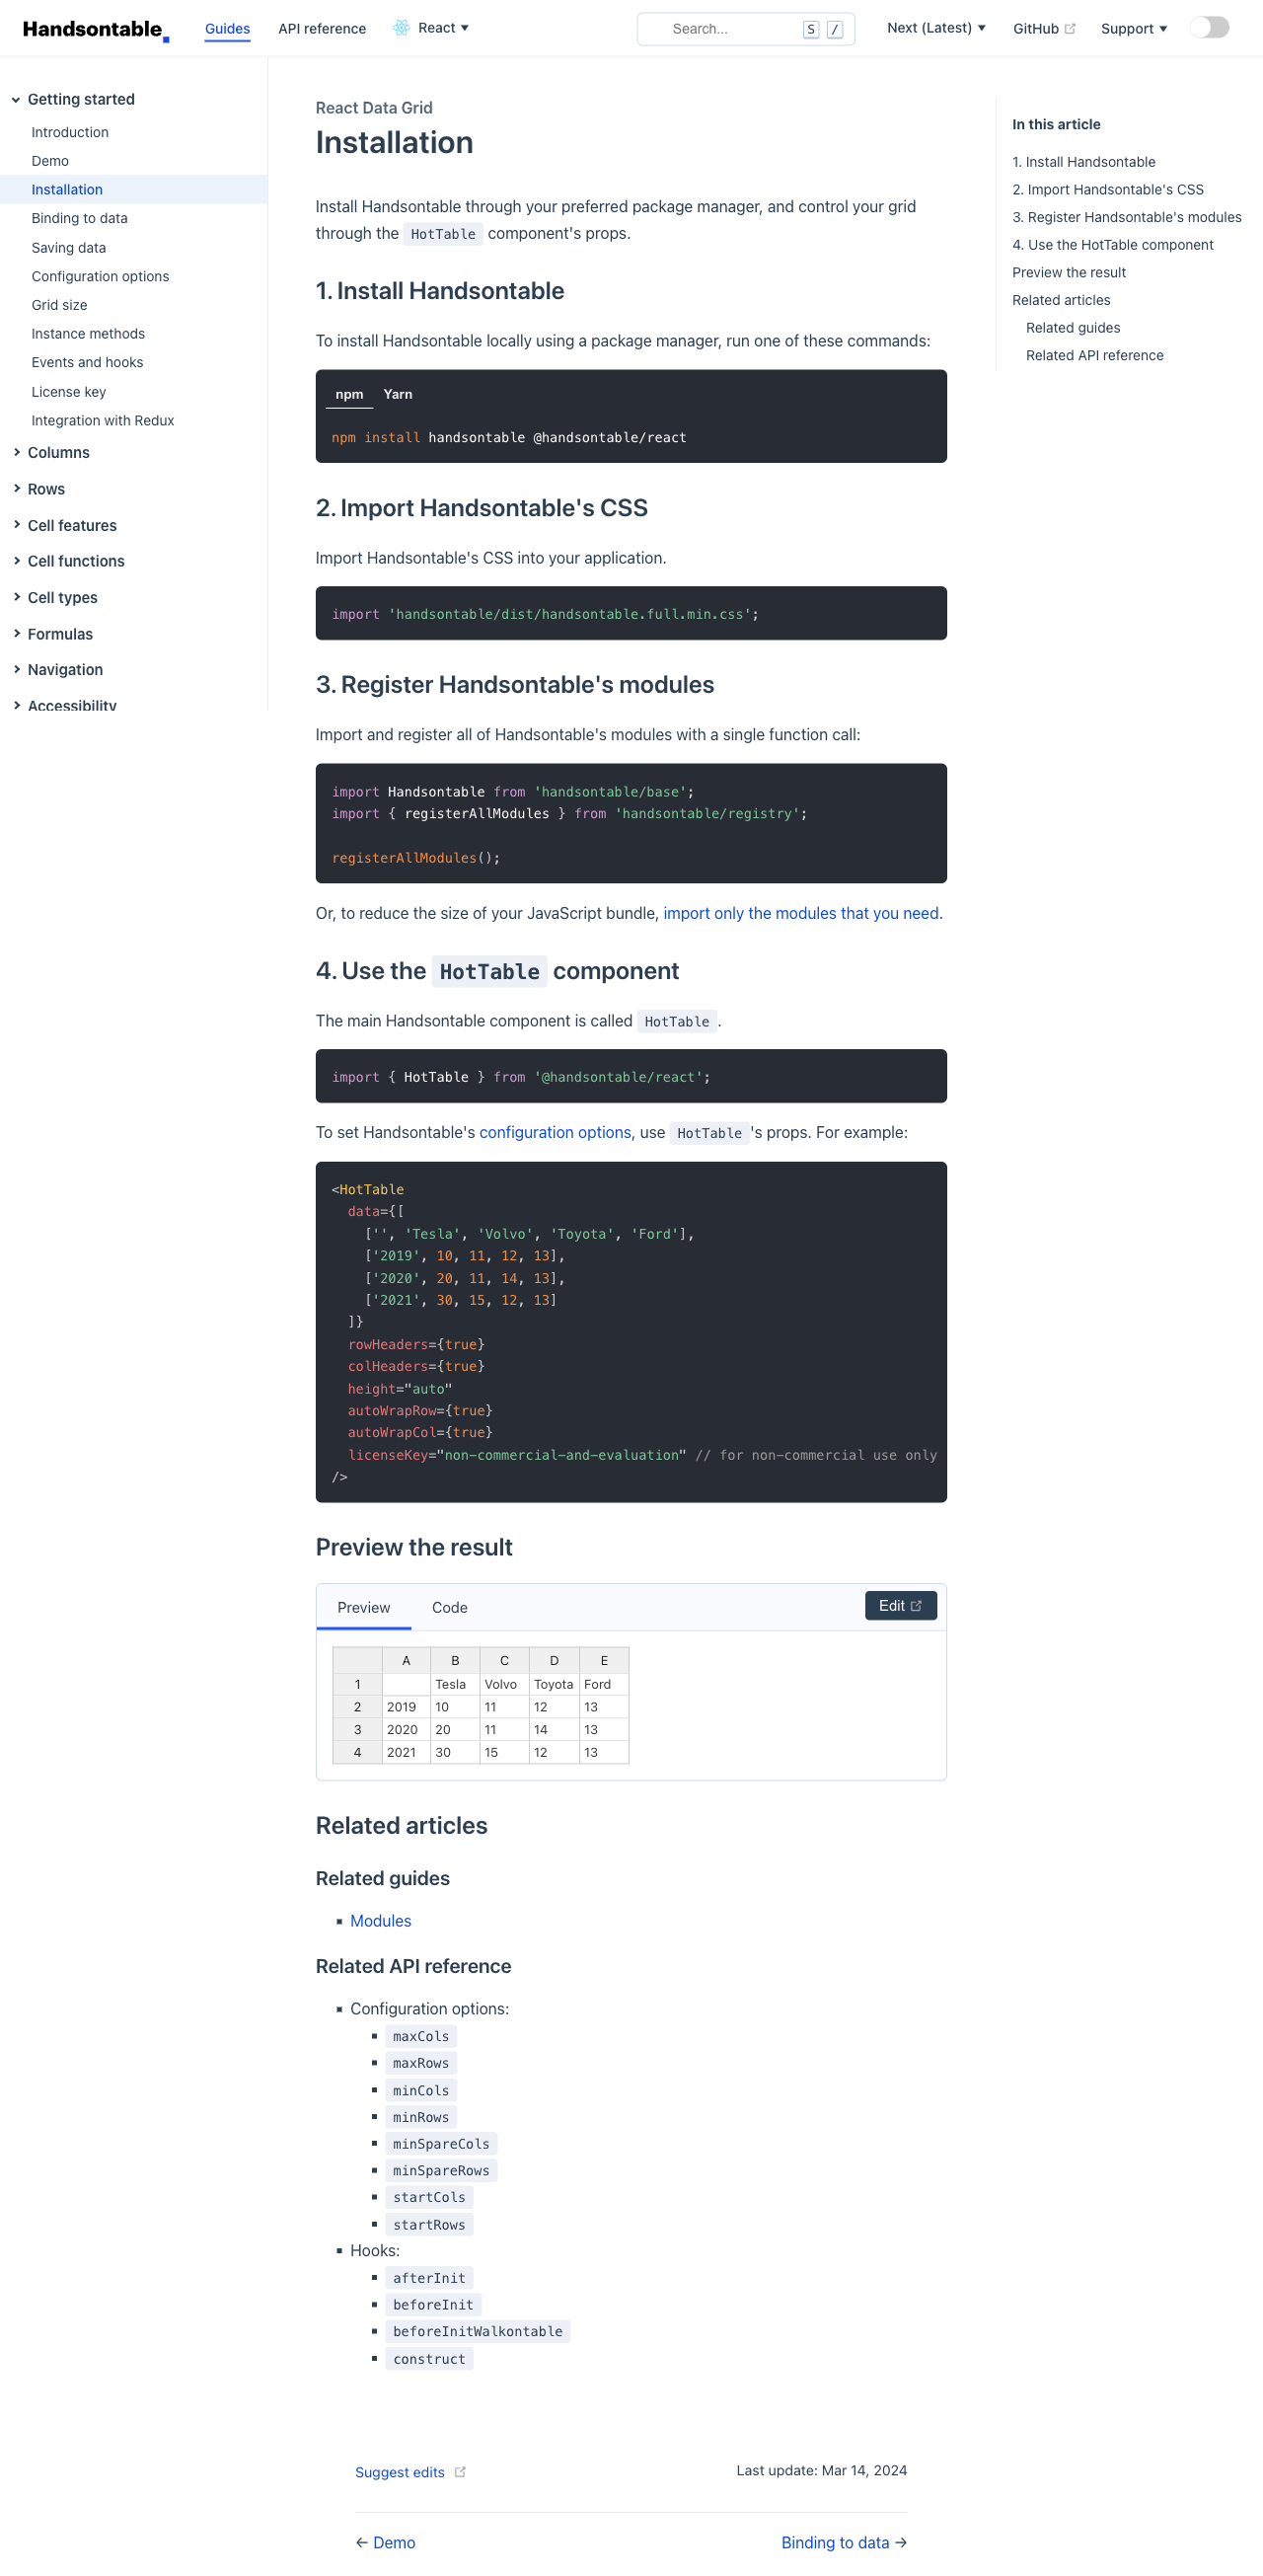 Handsontable
Guides
API reference
React
Search...
S /
Next (Latest)
GitHub
Support
Getting started
Introduction
Demo
Installation
Binding to data
Saving data
Configuration options
Grid size
Instance methods
Events and hooks
License key
Integration with Redux
Columns
Rows
Cell features
Cell functions
Cell types
Formulas
Navigation
Accessibility
React Data Grid
Installation
Install Handsontable through your preferred package manager, and control your grid
through the HotTable component's props.
1. Install Handsontable
To install Handsontable locally using a package manager, run one of these commands:
npm Yarn
npm install handsontable @handsontable/react
2. Import Handsontable's CSS
Import Handsontable's CSS into your application.
import 'handsontable/dist/handsontable.full.min.css';
3. Register Handsontable's modules
Import and register all of Handsontable's modules with a single function call:
import Handsontable from 'handsontable/base';
import { registerAllModules } from 'handsontable/registry';
registerAllModules();
Or, to reduce the size of your JavaScript bundle, import only the modules that you need.
4. Use the HotTable component
The main Handsontable component is called HotTable.
import { HotTable } from '@handsontable/react';
To set Handsontable's configuration options, use HotTable's props. For example:
<HotTable
  data={[
    ['', 'Tesla', 'Volvo', 'Toyota', 'Ford'],
    ['2019', 10, 11, 12, 13],
    ['2020', 20, 11, 14, 13],
    ['2021', 30, 15, 12, 13]
  ]}
  rowHeaders={true}
  colHeaders={true}
  height="auto"
  autoWrapRow={true}
  autoWrapCol={true}
  licenseKey="non-commercial-and-evaluation" // for non-commercial use only
/>
Preview the result
Preview Code Edit
A B C D E
1 Tesla Volvo Toyota Ford
2 2019 10 11 12 13
3 2020 20 11 14 13
4 2021 30 15 12 13
Related articles
Related guides
Modules
Related API reference
Configuration options:
maxCols
maxRows
minCols
minRows
minSpareCols
minSpareRows
startCols
startRows
Hooks:
afterInit
beforeInit
beforeInitWalkontable
construct
Suggest edits
Last update: Mar 14, 2024
← Demo
Binding to data →
In this article
1. Install Handsontable
2. Import Handsontable's CSS
3. Register Handsontable's modules
4. Use the HotTable component
Preview the result
Related articles
Related guides
Related API reference